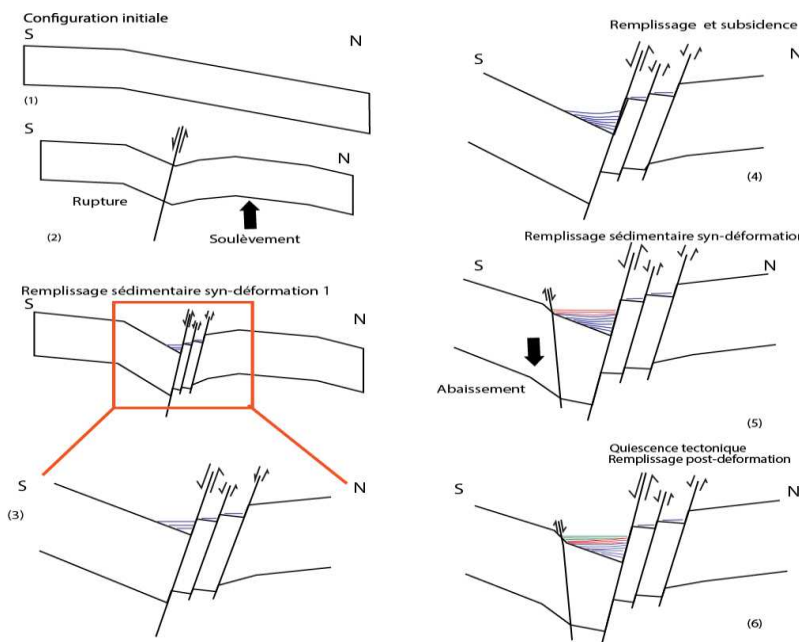 Configuration initiale
S
N
(1)
S
N
Rupture
Soulèvement
(2)
Remplissage sédimentaire syn-déformation 1
S
N
S
N
(3)
Remplissage et subsidence
S
N
(4)
Remplissage sédimentaire syn-déformation
S
N
Abaissement
(5)
Quiescence tectonique
Remplissage post-deformation
S
N
(6)